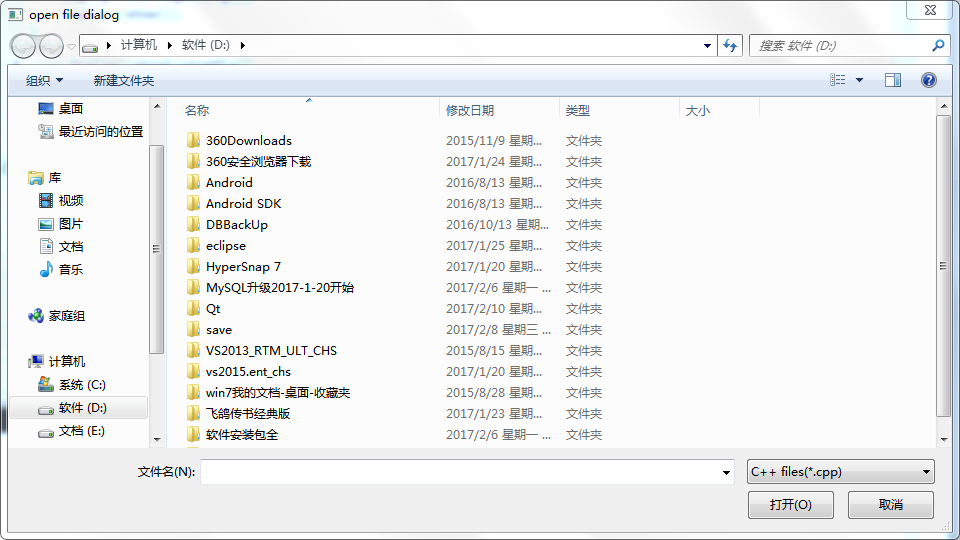 open file dialog
计算机 软件 (D:) 搜索 软件 (D:)
组织 新建文件夹
桌面
最近访问的位置
库
视频
图片
文档
音乐
家庭组
计算机
系统 (C:)
软件 (D:)
文档 (E:)
名称 修改日期 类型 大小
360Downloads 2015/11/9 星期... 文件夹
360安全浏览器下载 2017/1/24 星期... 文件夹
Android 2016/8/13 星期... 文件夹
Android SDK 2016/8/13 星期... 文件夹
DBBackUp 2016/10/13 星期... 文件夹
eclipse 2017/1/25 星期... 文件夹
HyperSnap 7 2017/1/20 星期... 文件夹
MySQL升级2017-1-20开始 2017/2/6 星期一 ... 文件夹
Qt 2017/2/10 星期... 文件夹
save 2017/2/8 星期三 ... 文件夹
VS2013_RTM_ULT_CHS 2015/8/15 星期... 文件夹
vs2015.ent_chs 2017/1/20 星期... 文件夹
win7我的文档-桌面-收藏夹 2015/8/28 星期... 文件夹
飞鸽传书经典版 2017/1/23 星期... 文件夹
软件安装包全 2017/2/6 星期一 ... 文件夹
文件名(N): C++ files(*.cpp)
打开(O) 取消